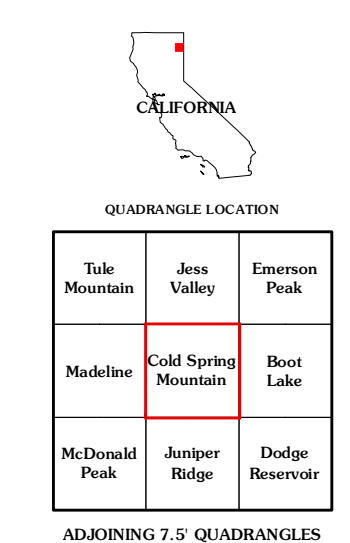 CALIFORNIA
QUADRANGLE LOCATION
Tule
Mountain
Jess
Valley
Emerson
Peak
Madeline
Cold Spring
Mountain
Boot
Lake
McDonald
Peak
Juniper
Ridge
Dodge
Reservoir
ADJOINING 7.5' QUADRANGLES